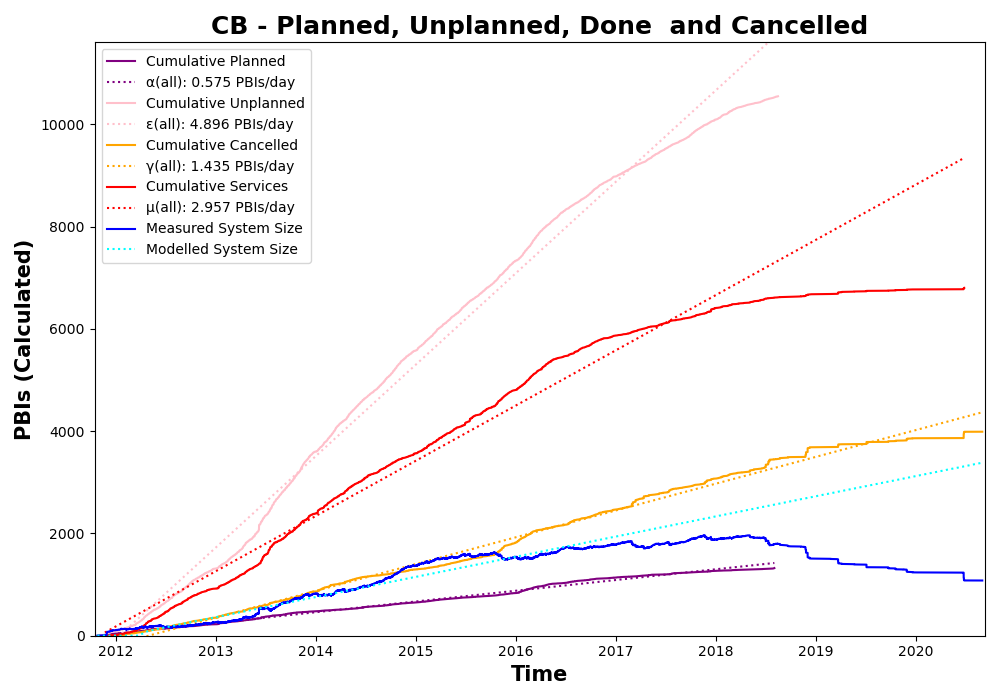 CB - Planned, Unplanned, Done  and Cancelled
Cumulative Planned
α(all): 0.575 PBIs/day
Cumulative Unplanned
ε(all): 4.896 PBIs/day
Cumulative Cancelled
γ(all): 1.435 PBIs/day
Cumulative Services
μ(all): 2.957 PBIs/day
Measured System Size
Modelled System Size
PBIs (Calculated)
10000
8000
6000
4000
2000
0
2012 2013 2014 2015 2016 2017 2018 2019 2020
Time